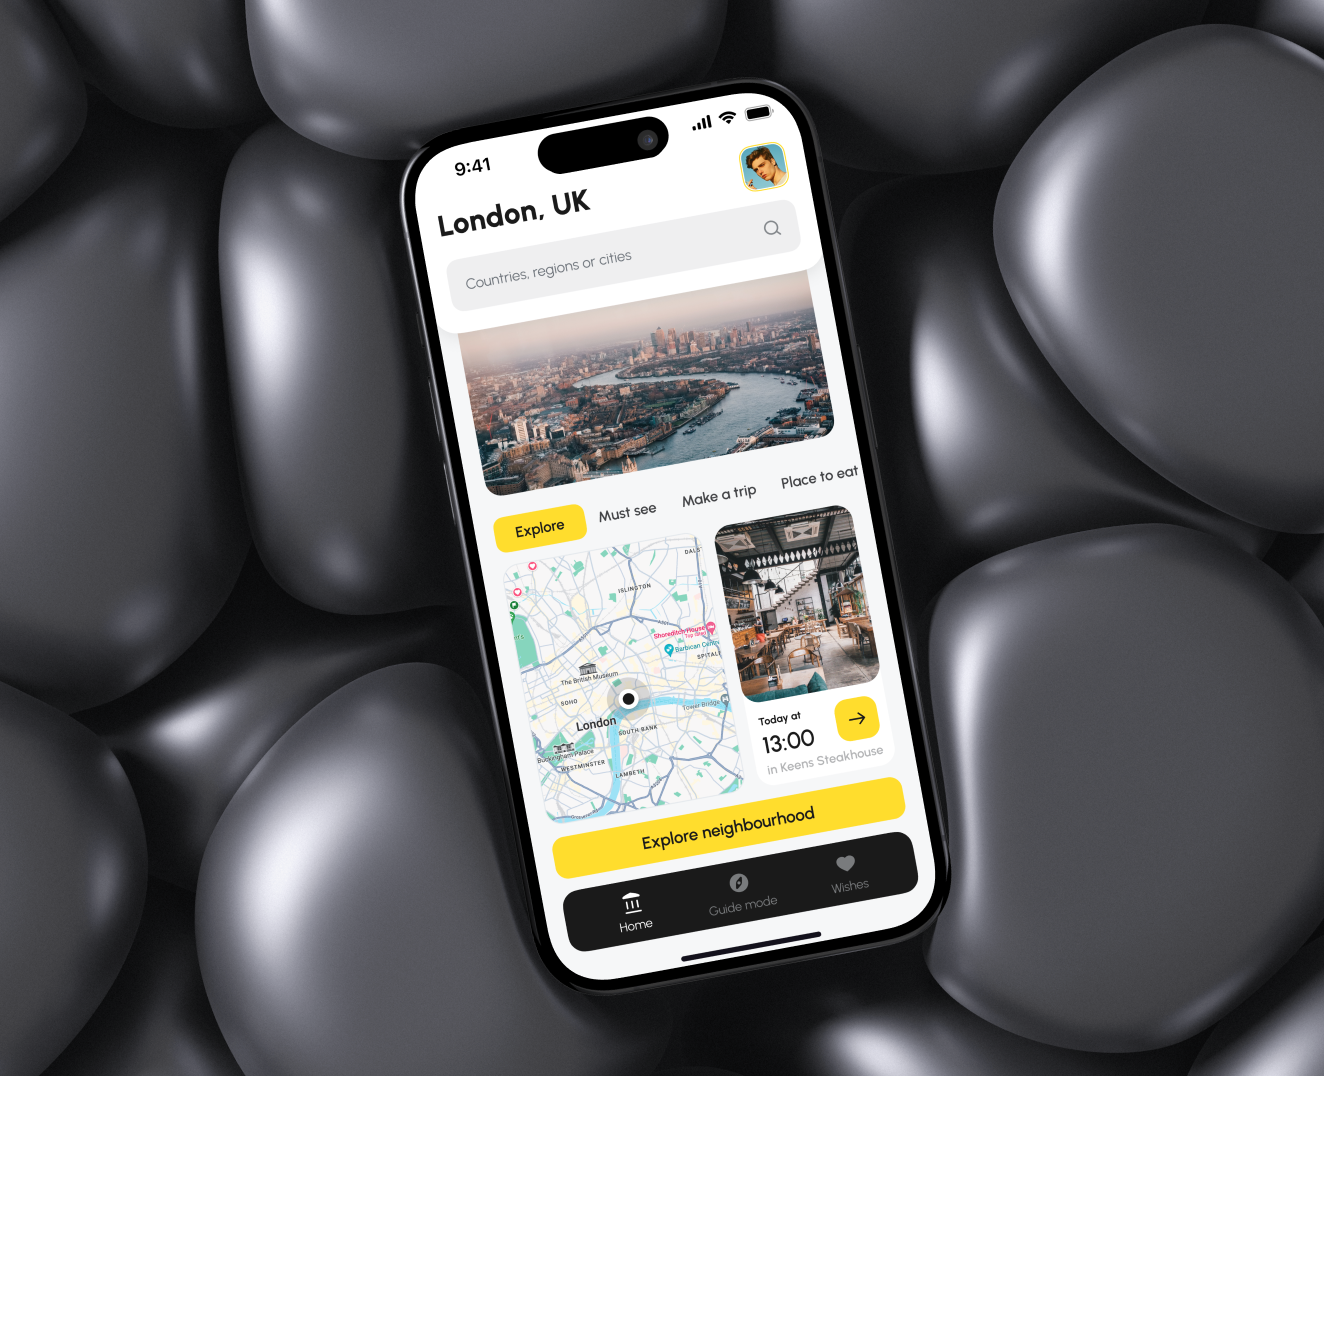 9:41
London, UK
Countries, regions or cities
Explore
Must see
Make a trip
Place to eat
DALS
ISLINGTON
Shoreditch House
Barbican Centre
SPITALF
The British Museum
SOHO
London
Tower Bridge
SOUTH BANK
Buckingham Palace
WESTMINSTER
LAMBETH
Today at
13:00
in Keens Steakhouse
Explore neighbourhood
Home
Guide mode
Wishes